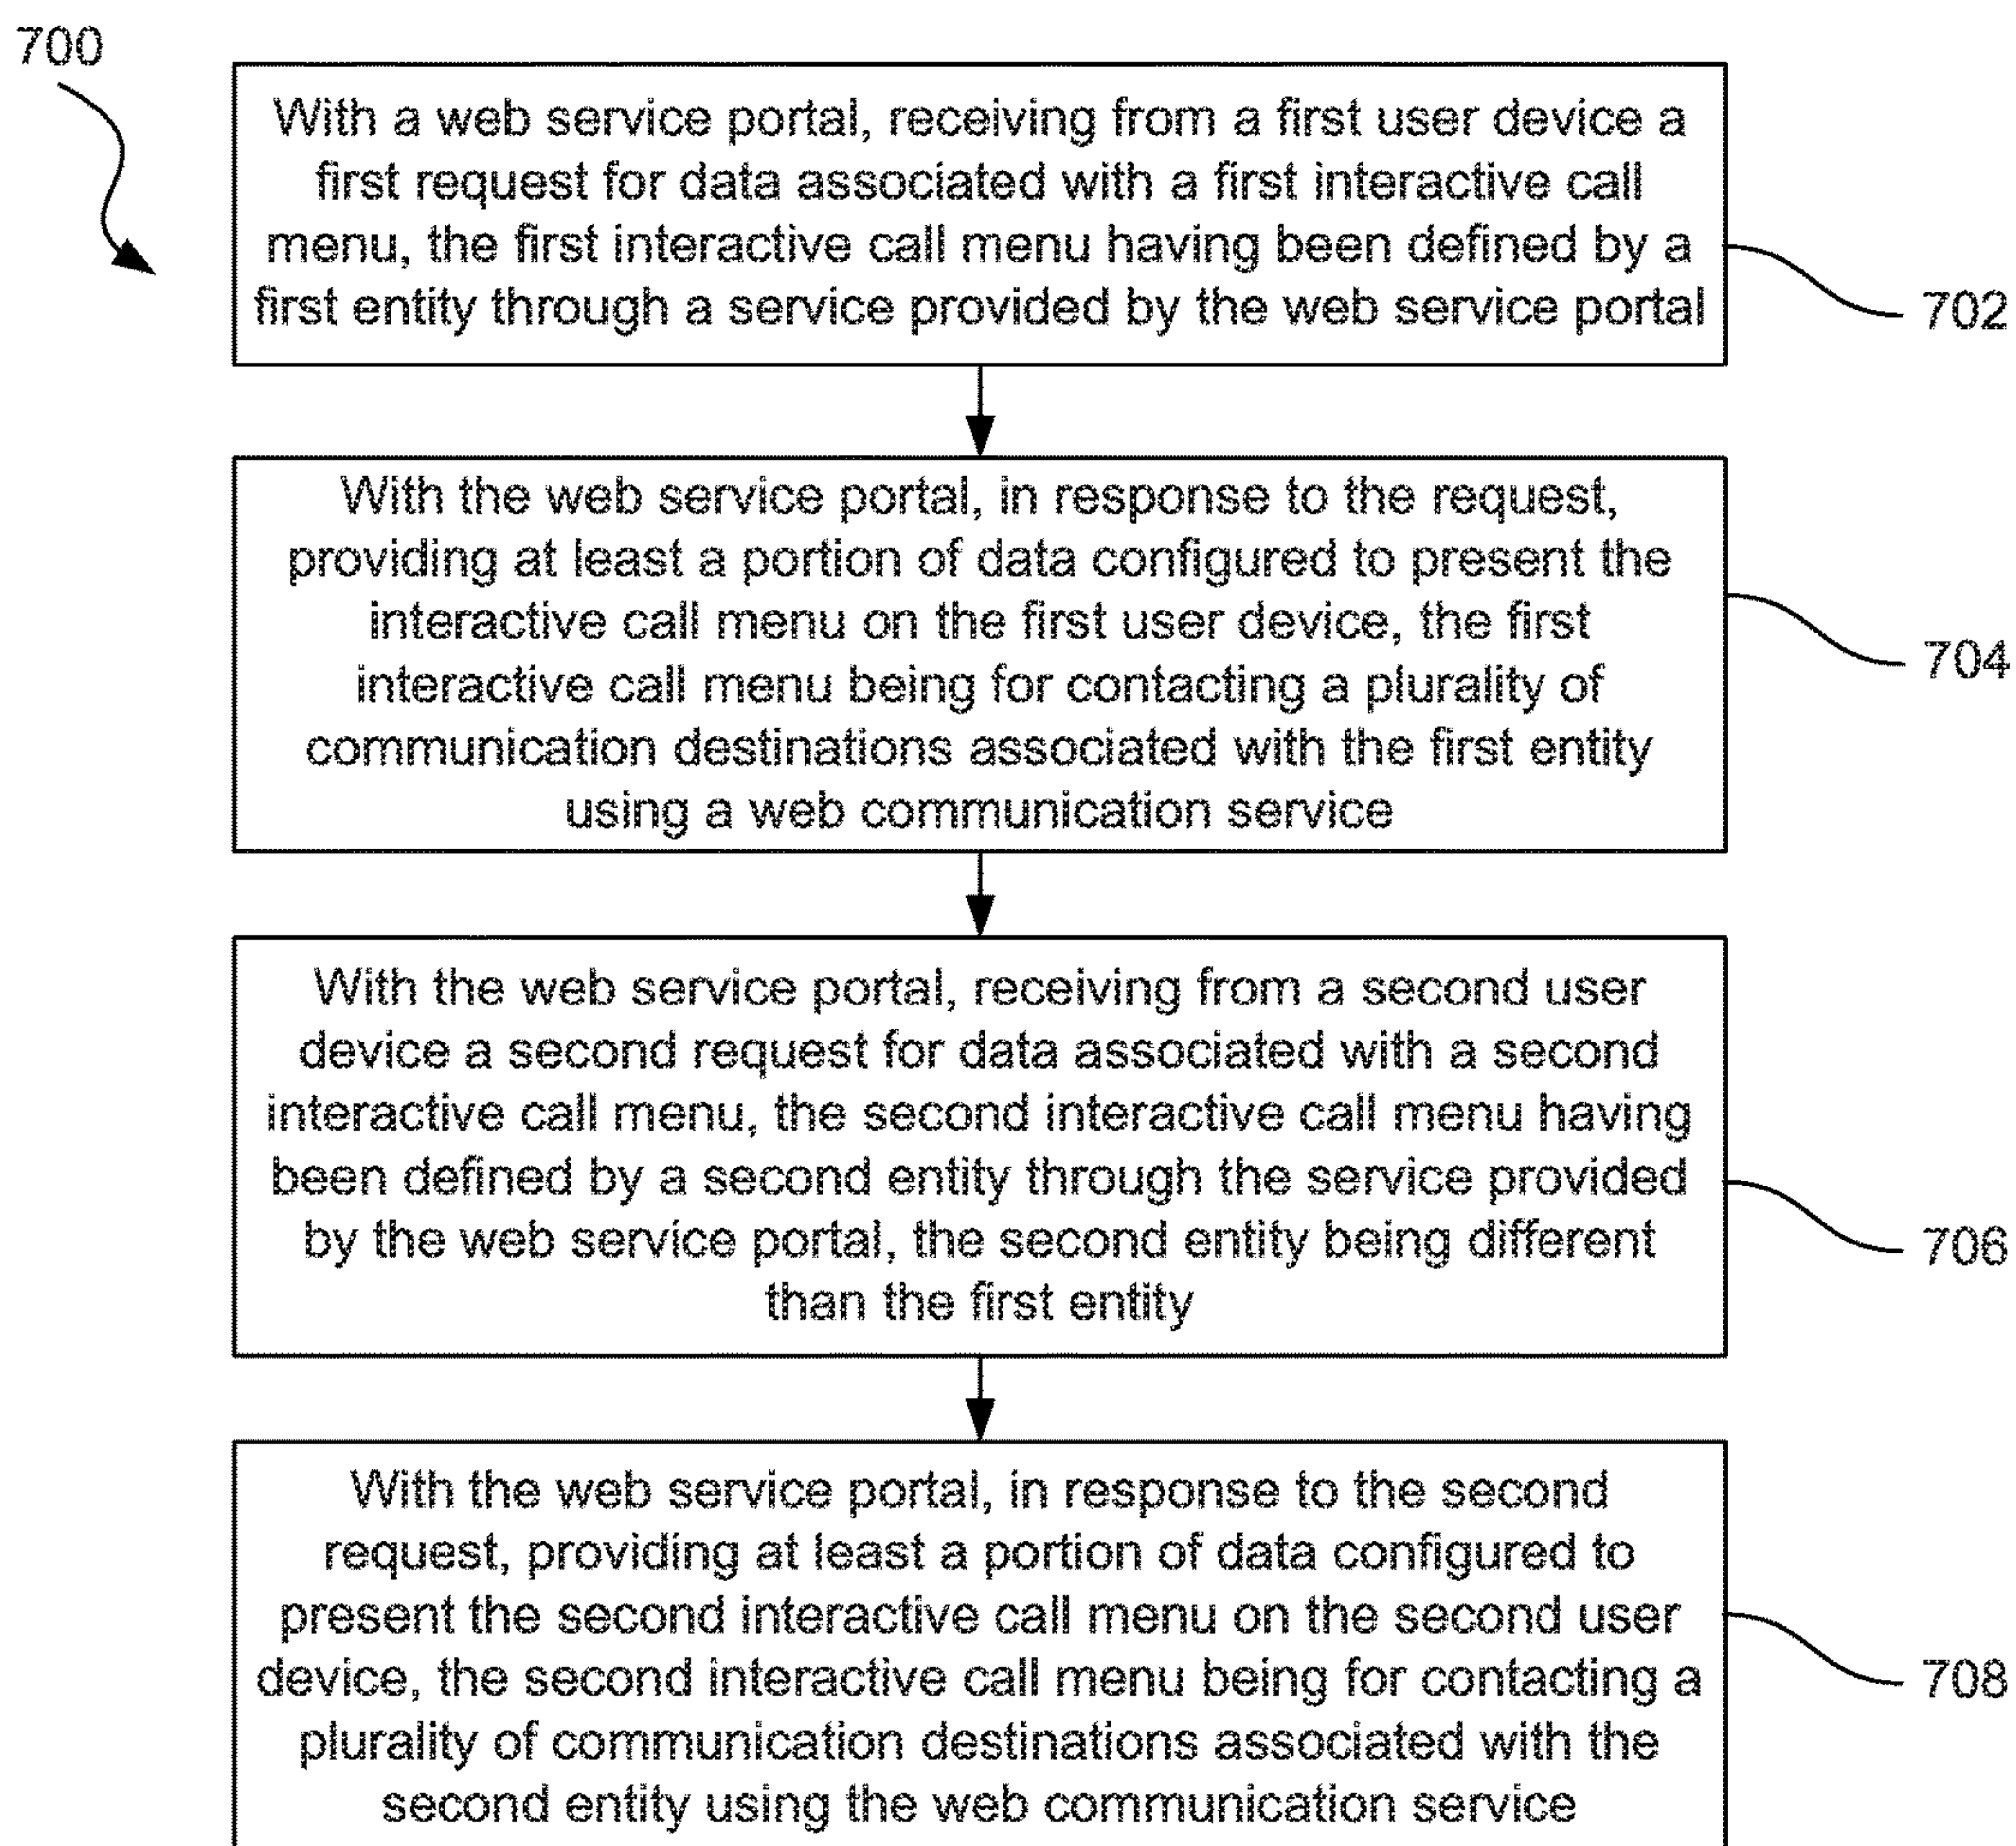 700
With a web service portal, receiving from a first user device a
first request for data associated with a first interactive call
menu, the first interactive call menu having been defined by a
first entity through a service provided by the web service portal
702
With the web service portal, in response to the request,
providing at least a portion of data configured to present the
interactive call menu on the first user device, the first
interactive call menu being for contacting a plurality of
communication destinations associated with the first entity
using a web communication service
704
With the web service portal, receiving from a second user
device a second request for data associated with a second
interactive call menu, the second interactive call menu having
been defined by a second entity through the service provided
by the web service portal, the second entity being different
than the first entity
706
With the web service portal, in response to the second
request, providing at least a portion of data configured to
present the second interactive call menu on the second user
device, the second interactive call menu being for contacting a
plurality of communication destinations associated with the
second entity using the web communication service
708